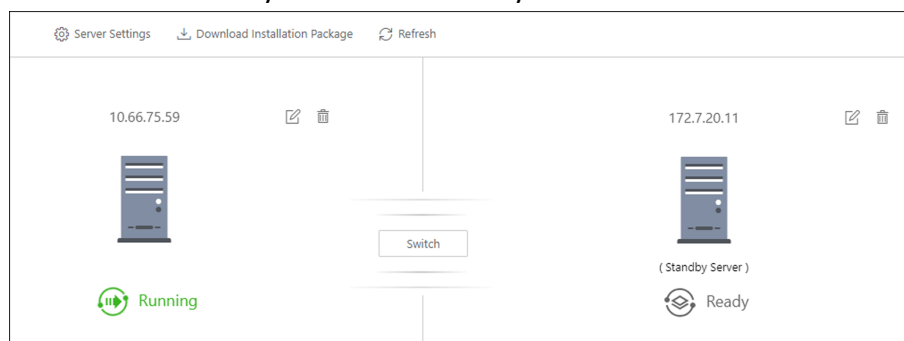 Server Settings Download Installation Package Refresh
10.66.75.59
172.7.20.11
Switch
( Standby Server )
Running
Ready